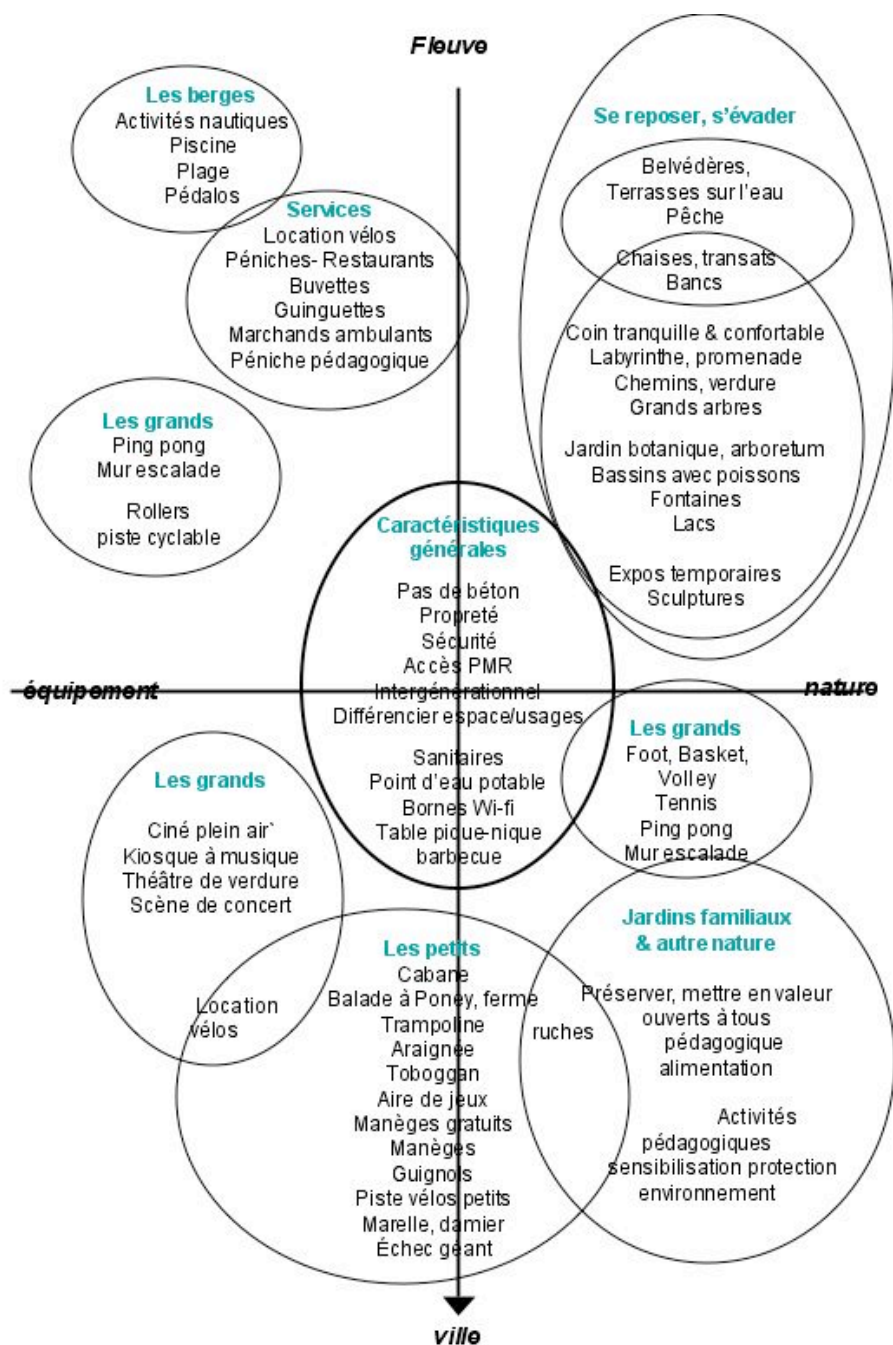 Fleuve
Les berges
Activités nautiques
Piscine
Plage
Pédalos
Services
Location vélos
Péniches- Restaurants
Buvettes
Guinguettes
Marchands ambulants
Péniche pédagogique
Se reposer, s'évader
Belvédères,
Terrasses sur l'eau
Pêche
Chaises, transats
Bancs
Coin tranquille & confortable
Labyrinthe, promenade
Chemins, verdure
Grands arbres
Jardin botanique, arboretum
Bassins avec poissons
Fontaines
Lacs
Expos temporaires
Sculptures
Les grands
Ping pong
Mur escalade
Rollers
piste cyclable
Caractéristiques
générales
Pas de béton
Propreté
Sécurité
Accès PMR
Intergénérationnel
Différencier espace/usages
Sanitaires
Point d'eau potable
Bornes Wi-fi
Table pique-nique
barbecue
équipement
nature
Les grands
Foot, Basket,
Volley
Tennis
Ping pong
Mur escalade
Les grands
Ciné plein air`
Kiosque à musique
Théâtre de verdure
Scène de concert
Location
vélos
Les petits
Cabane
Balade à Poney, ferme
Trampoline
Araignée
Toboggan
Aire de jeux
Manèges gratuits
Manèges
Guignols
Piste vélos petits
Marelle, damier
Échec géant
ruches
Jardins familiaux
& autre nature
Préserver, mettre en valeur
ouverts à tous
pédagogique
alimentation
Activités
pédagogiques
sensibilisation protection
environnement
ville